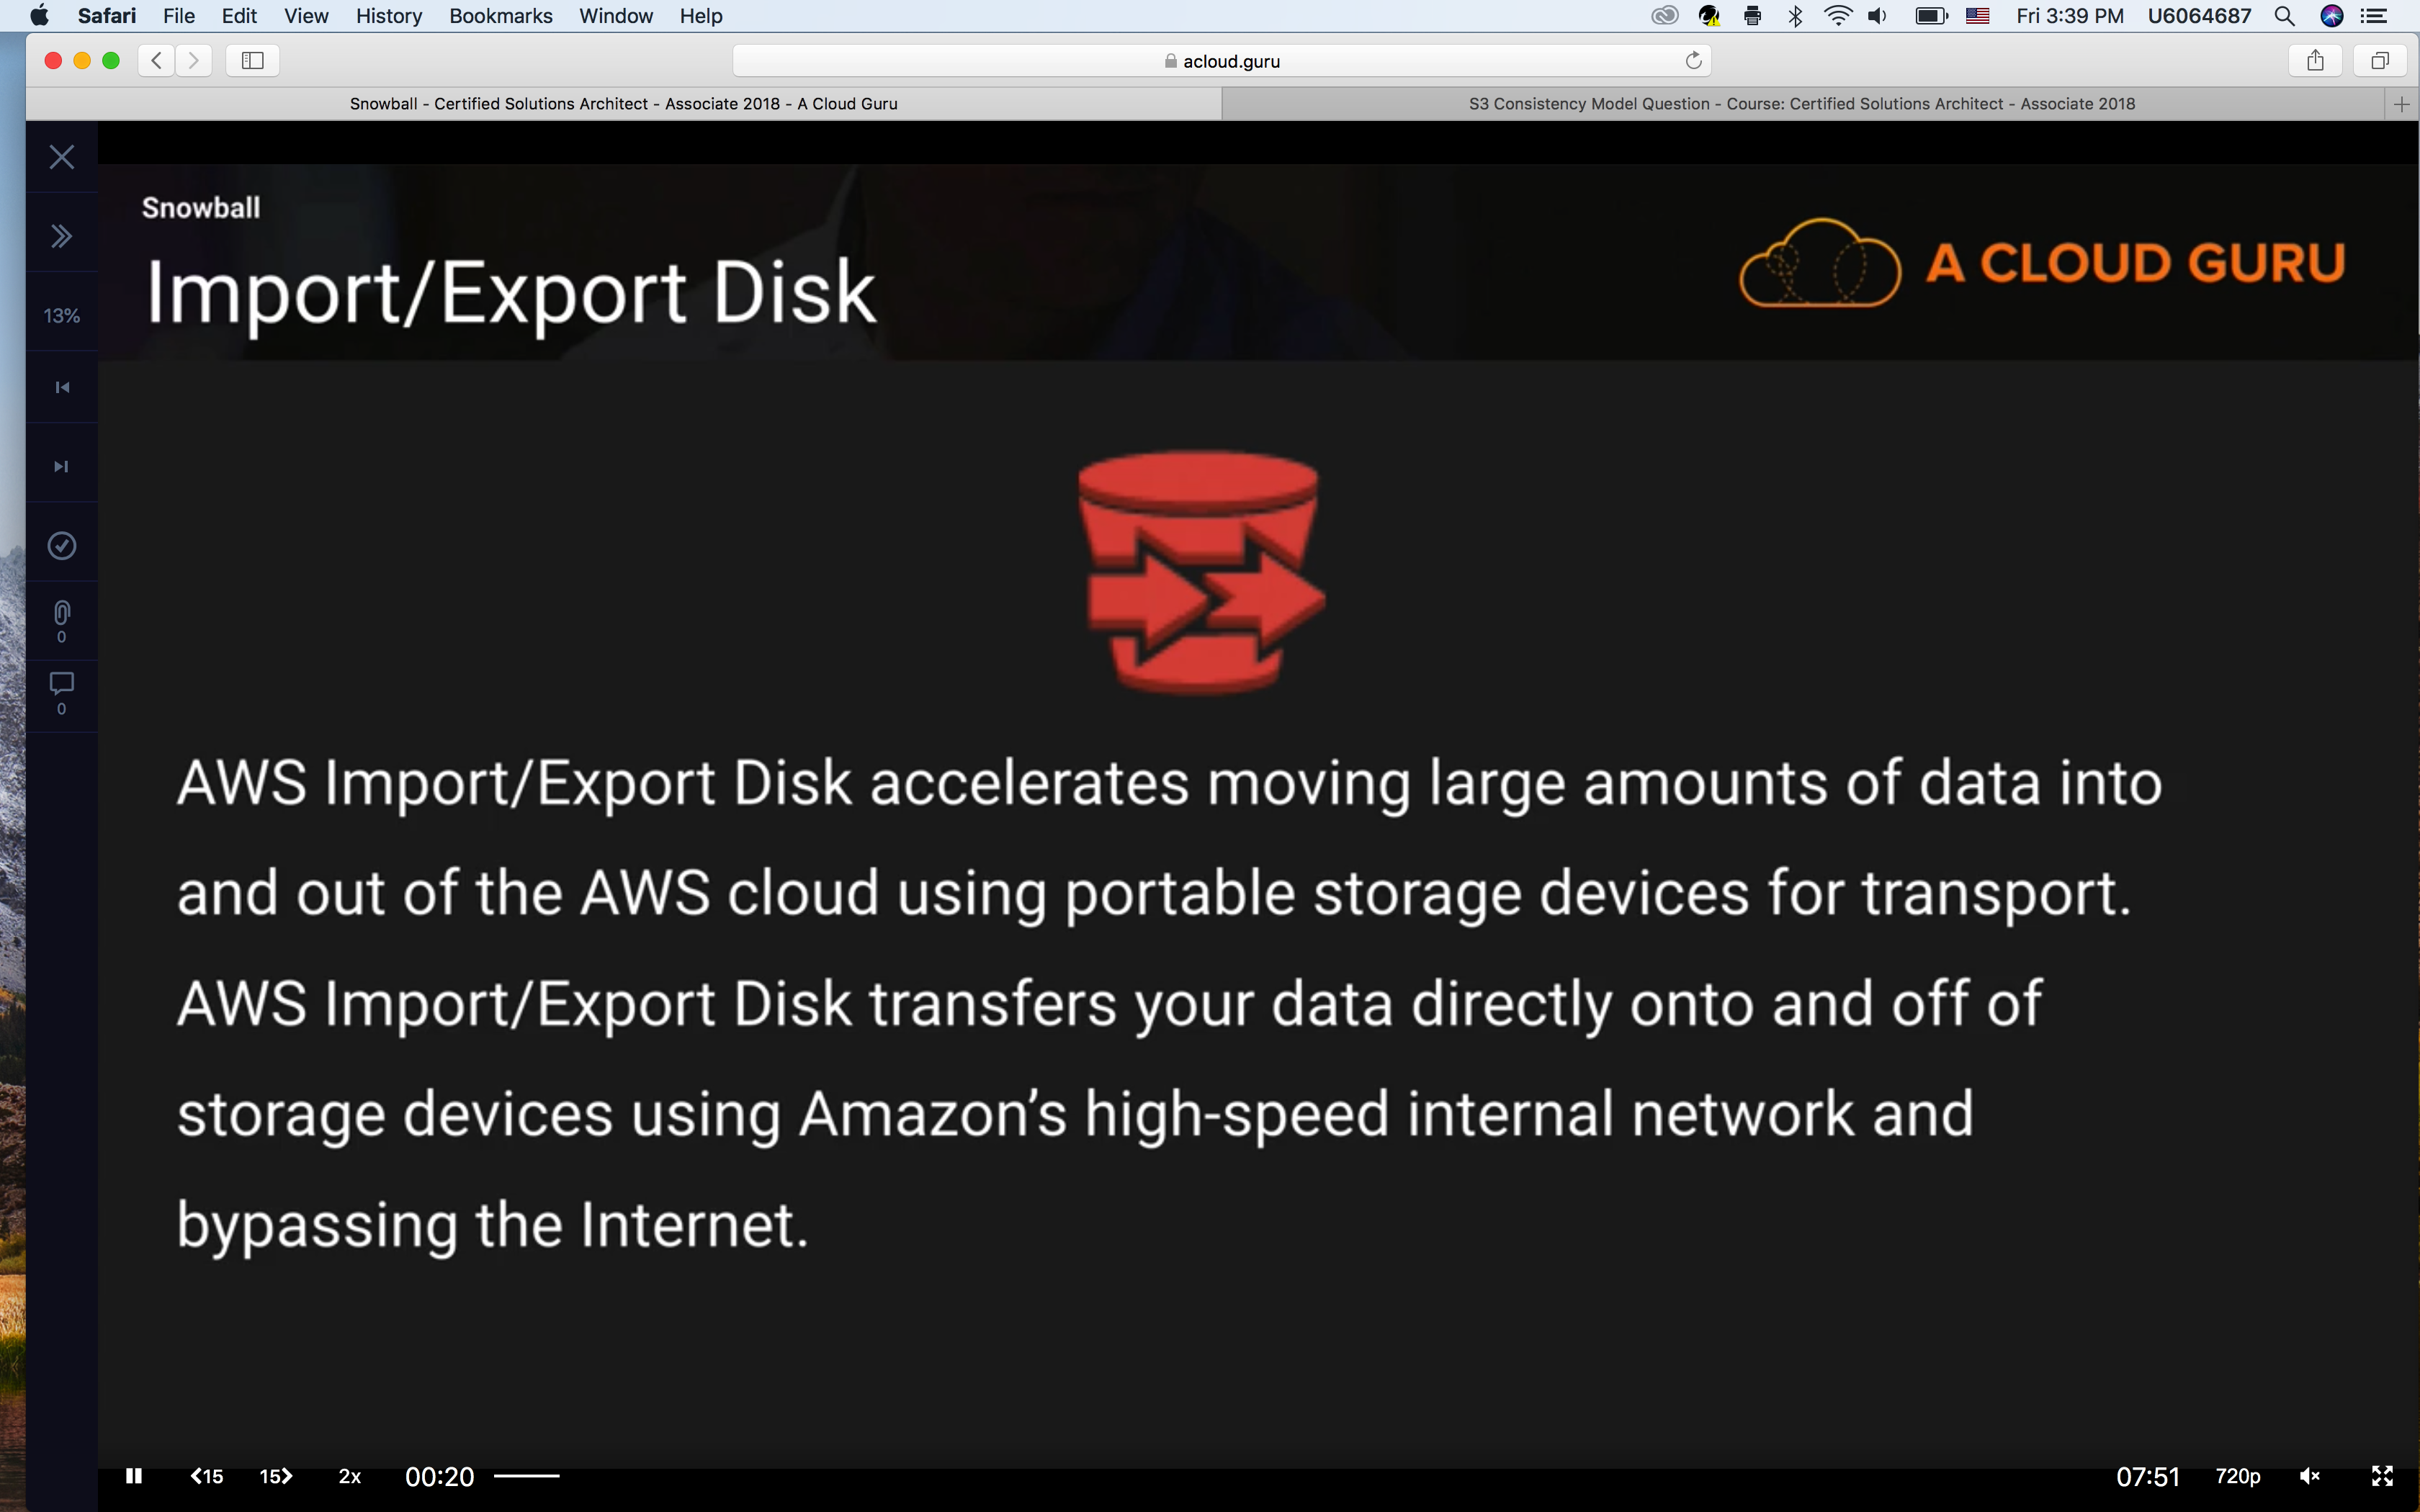 Safari File Edit View History Bookmarks Window Help Fri 3:39 PM U6064687
acloud.guru
Snowball - Certified Solutions Architect - Associate 2018 - A Cloud Guru
S3 Consistency Model Question - Course: Certified Solutions Architect - Associate 2018
Snowball
Import/Export Disk
A CLOUD GURU
13%
0
0
AWS Import/Export Disk accelerates moving large amounts of data into
and out of the AWS cloud using portable storage devices for transport.
AWS Import/Export Disk transfers your data directly onto and off of
storage devices using Amazon’s high-speed internal network and
bypassing the Internet.
15 15 2x 00:20 07:51 720p